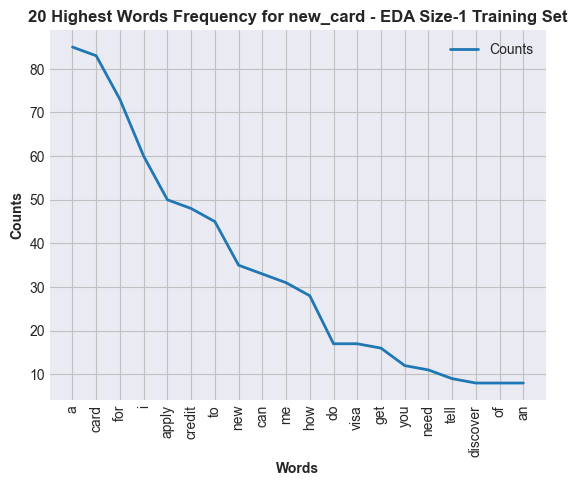 20 Highest Words Frequency for new_card - EDA Size-1 Training Set
Counts
80
70
60
50
40
30
20
10
Counts
a
card
for
i
apply
credit
to
new
can
me
how
do
visa
get
you
need
tell
discover
of
an
Words